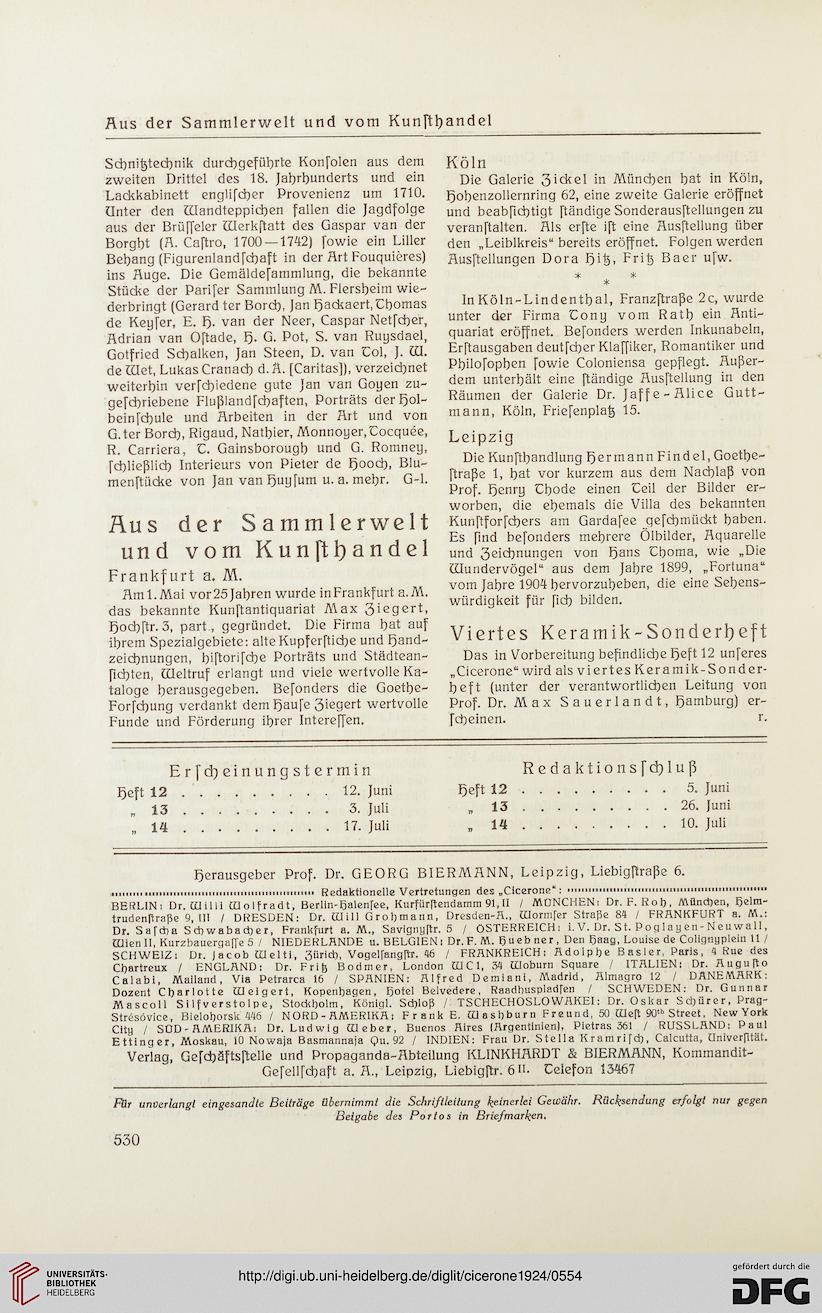 Aus der Sammlerwelt und vom Kunſthandel
Schnitztechnik durchgeführte Konſolen aus dem
zweiten Drittel des 18. Jahrhunderts und ein
Lackkabinett engliſcher Provenienz um 1710.
Unter den Wandteppichen fallen die Jagdfolge
aus der Brüſſeler Werkſtatt des Gaspar van der
Borght (A. Caſtro, 1700—1742) ſowie ein Liller
Behang (Figurenlandſchaft in der Art Fouquières)
ins Auge. Die Gemäldeſammlung, die bekannte
Stücke der Pariſer Sammlung M. Flersheim wie-
derbringt (Gerard ter Borch, Jan Hackaert, Thomas
de Keyſer, E. H. van der Neer, Caspar Netſcher,
Adrian van Oſtade, H. G. Pot, S. van Ruysdael,
Gotfried Schalken, Jan Steen, D. van Tol, J. W.
de Wet, Lukas Cranach d. A. [Caritas]), verzeichnet
weiterhin verſchiedene gute Jan van Goyen zu-
geſchriebene Flußlandſchaften, Porträts der Hol-
beinſchule und Arbeiten in der Art und von
G. ter Borch, Rigaud, Nathier, Monnoyer, Tocquée,
R. Carriera, T. Gainsborough und G. Romney,
ſchließlich Interieurs von Pieter de Hooch, Blu-
menſtücke von Jan van Huyſum u. a. mehr. G-l.
Aus der Sammlerwelt
und vom Kunſthandel
Frankfurt a. M.
Am 1. Mai vor 25 Jahren wurde in Frankfurt a. M.
das bekannte Kunſtantiquariat Max Ziegert,
Hochſtr. 3, part., gegründet. Die Firma hat auf
ihrem Spezialgebiete: alte Kupferſtiche und Hand-
zeichnungen, hiſtoriſche Porträts und Städtean-
ſichten, Weltruf erlangt und viele wertvolle Ka-
taloge herausgegeben. Beſonders die Goethe-
Forſchung verdankt dem Hauſe Ziegert wertvolle
Funde und Förderung ihrer Intereſſen.
Köln
Die Galerie Zickel in München hat in Köln,
Hohenzollernring 62, eine zweite Galerie eröffnet
und beabſichtigt ſtändige Sonderausſtellungen zu
veranſtalten. Als erſte iſt eine Ausſtellung über
den „Leiblkreis“ bereits eröffnet. Folgen werden
Ausſtellungen Dora Hitz, Fritz Baer uſw.
* * *
In Köln-Lindenthal, Franzſtraße 2c, wurde
unter der Firma Tony vom Rath ein Anti-
quariat eröffnet. Beſonders werden Inkunabeln,
Erſtausgaben deutſcher Klaſſiker, Romantiker und
Philoſophen ſowie Coloniensa gepflegt. Außer-
dem unterhält eine ſtändige Ausſtellung in den
Räumen der Galerie Dr. Jaffe-Alice Gutt-
mann, Köln, Frieſenplatz 15.
Leipzig
Die Kunſthandlung Hermann Findel, Goethe-
ſtraße 1, hat vor kurzem aus dem Nachlaß von
Prof. Henry Thode einen Teil der Bilder er-
worben, die ehemals die Villa des bekannten
Kunſtforſchers am Gardaſee geſchmückt haben.
Es ſind beſonders mehrere Ölbilder, Aquarelle
und Zeichnungen von Hans Thoma, wie „Die
Wundervögel“ aus dem Jahre 1899, „Fortuna“
vom Jahre 1904 hervorzuheben, die eine Sehens-
würdigkeit für ſich bilden.
Viertes Keramik-Sonderheft
Das in Vorbereitung befindliche Heft 12 unſeres
„Cicerone“ wird als viertes Keramik-Sonder-
heft (unter der verantwortlichen Leitung von
Prof. Dr. Max Sauerlandt, Hamburg) er-
ſcheinen. r.
Erſcheinungstermin
Heft 12 . . . . . . . . . 12. Juni
„ 13 . . . . . . . . . 3. Juli
„ 14 . . . . . . . . . 17. Juli
Redaktionsſchluß
Heft 12 . . . . . . . . . 5. Juni
„ 13 . . . . . . . . . 26. Juni
„ 14 . . . . . . . . . 10. Juli
Herausgeber Prof. Dr. GEORG BIERMANN, Leipzig, Liebigſtraße 6.
Redaktionelle Vertretungen des „Cicerone“:
BERLIN: Dr. Willi Wolfradt, Berlin-Halenſee, Kurfürſtendamm 91, II / MÜNCHEN: Dr. F. Roh, München, Helm-
trudenſtraße 9, III / DRESDEN: Dr. Will Grohmann, Dresden-A., Wormſer Straße 84 / FRANKFURT a. M.:
Dr. Saſcha Schwabacher, Frankfurt a. M., Savignyſtr. 5 / ÖSTERREICH: i. V. Dr. St. Poglayen-Neuwall,
Wien II, Kurzbauergaſſe 5 / NIEDERLANDE u. BELGIEN: Dr. F. M. Huebner, Den Haag, Louise de Colignyplein 11 /
SCHWEIZ: Dr. Jacob Welti, Zürich, Vogelſangſtr. 46 / FRANKREICH: Adolphe Basler, Paris, 4 Rue des
Chartreux / ENGLAND: Dr. Fritz Bodmer, London WC1, 34 Woburn Square / ITALIEN: Dr. Auguſto
Calabi, Mailand, Via Petrarca 16 / SPANIEN: Alfred Demiani, Madrid, Almagro 12 / DÄNEMARK:
Dozent Charlotte Weigert, Kopenhagen, Hotel Belvedere, Raadhuspladſen / SCHWEDEN: Dr. Gunnar
Mascoll Silfverstolpe, Stockholm, Königl. Schloß / TSCHECHOSLOWAKEI: Dr. Oskar Schürer, Prag-
Stréšovice, Bielohorsk 446 / NORD-AMERIKA: Frank E. Washburn Freund, 50 Weſt 90th Street, New York
City / SÜD-AMERIKA: Dr. Ludwig Weber, Buenos Aires (Argentinien), Pietras 361 / RUSSLAND: Paul
Ettinger, Moskau, 10 Nowaja Basmannaja Qu. 92 / INDIEN: Frau Dr. Stella Kramriſch, Calcutta, Univerſität.
Verlag, Geſchäftsſtelle und Propaganda-Abteilung KLINKHARDT & BIERMANN, Kommandit-
Geſellſchaft a. A., Leipzig, Liebigſtr. 6 II. Telefon 13467
Für unverlangt eingesandte Beiträge übernimmt die Schriftleitung keinerlei Gewähr. Rücksendung erfolgt nur gegen
Beigabe des Portos in Briefmarken.
530
UNIVERSITÄTS-
BIBLIOTHEK
HEIDELBERG
http://digi.ub.uni-heidelberg.de/diglit/cicerone1924/0554
gefördert durch die
DFG